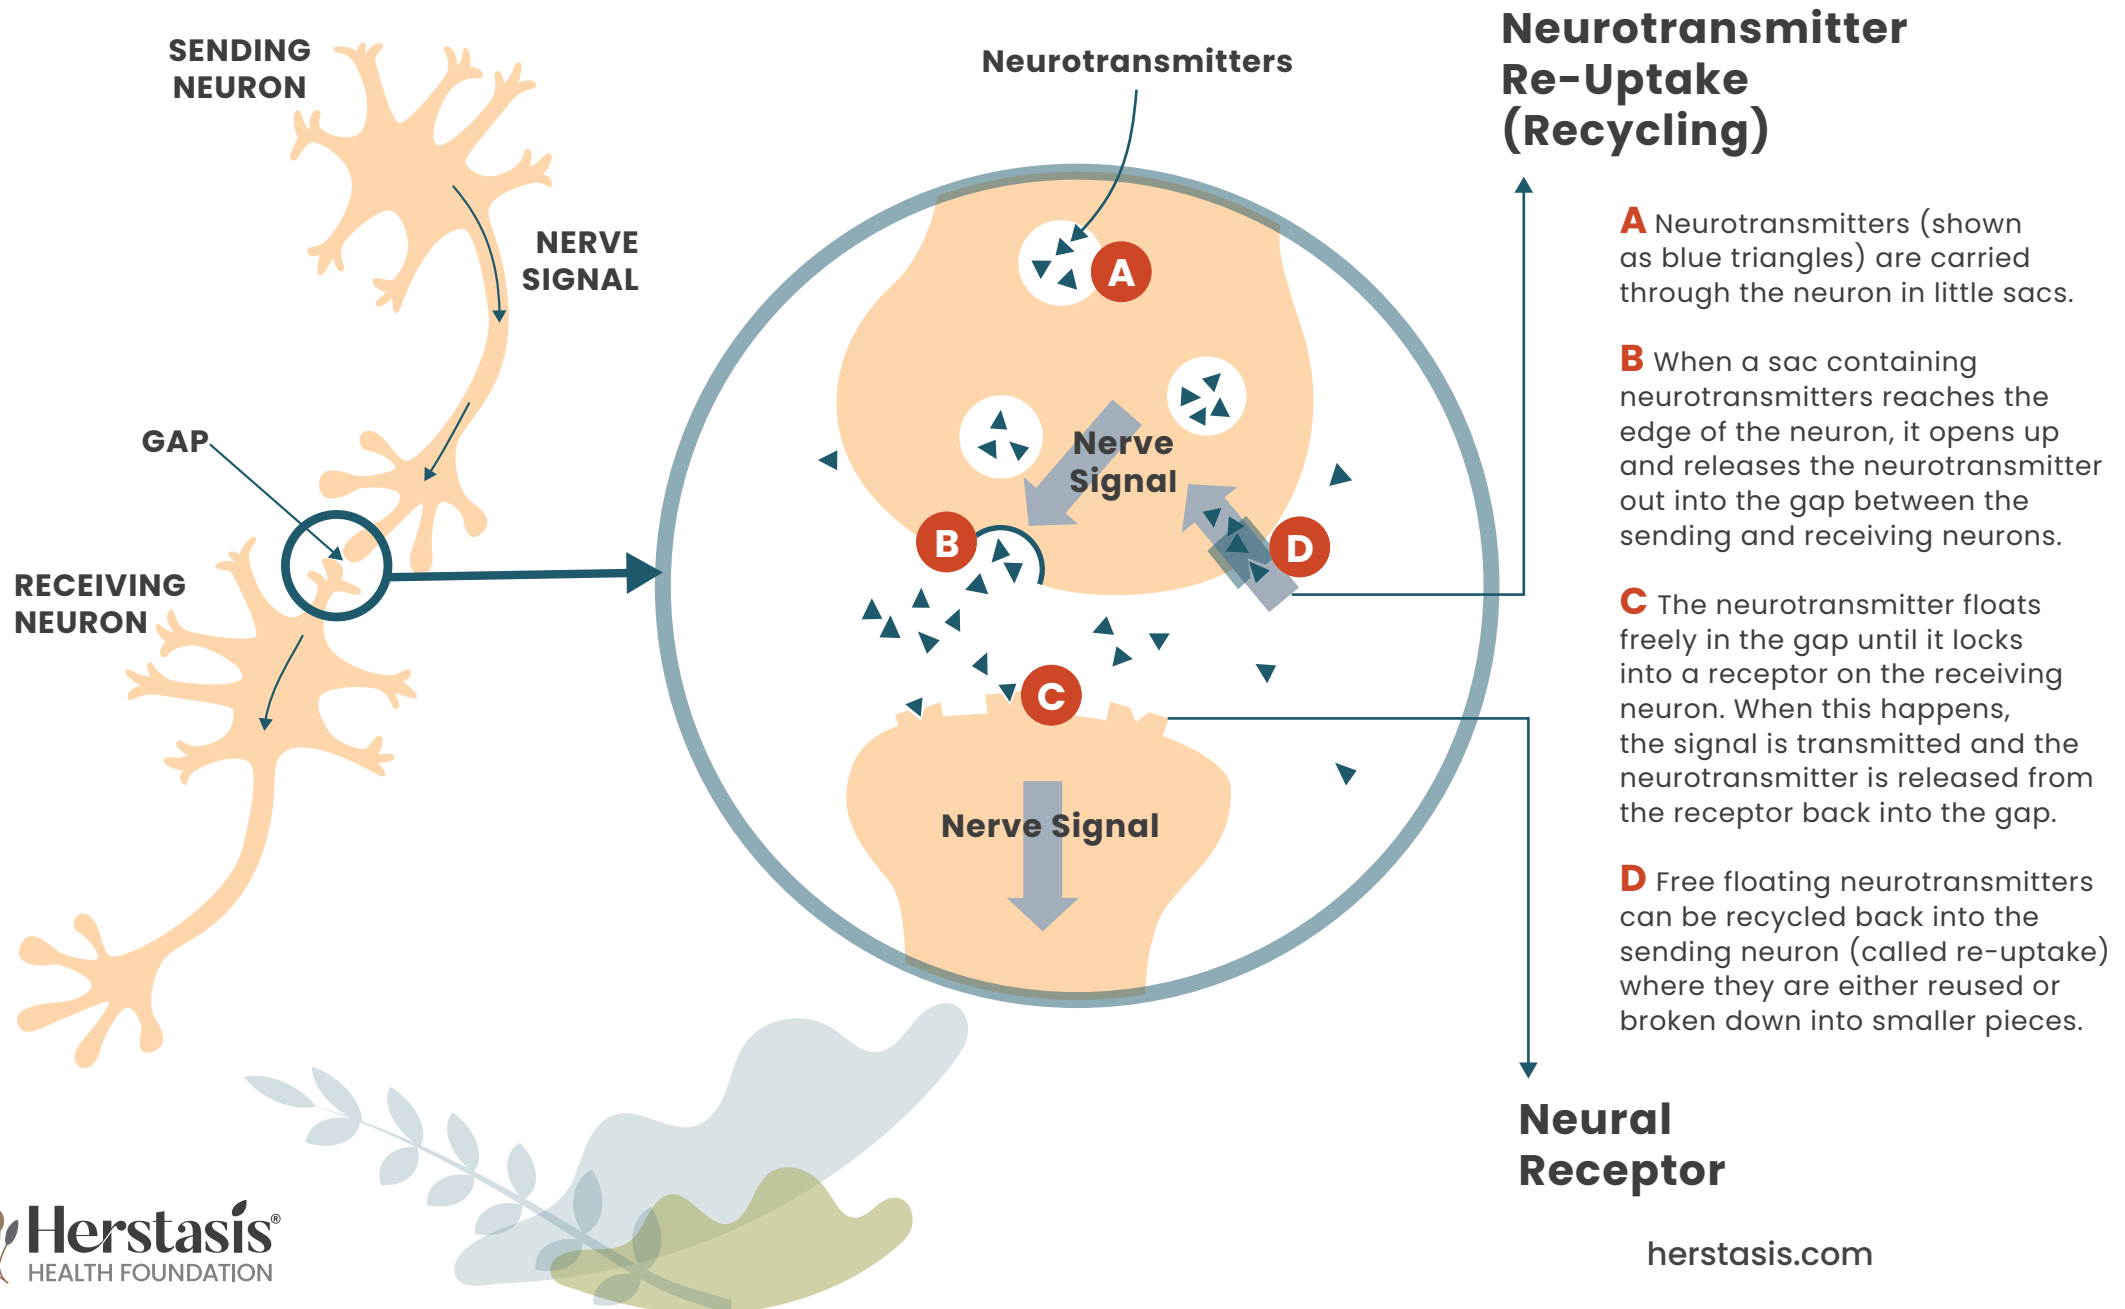 SENDING
NEURON
NERVE
SIGNAL
GAP
RECEIVING
NEURON
Neurotransmitters
A
Nerve
Signal
B
D
C
Nerve Signal
Neurotransmitter
Re-Uptake
(Recycling)
A Neurotransmitters (shown
as blue triangles) are carried
through the neuron in little sacs.
B When a sac containing
neurotransmitters reaches the
edge of the neuron, it opens up
and releases the neurotransmitter
out into the gap between the
sending and receiving neurons.
C The neurotransmitter floats
freely in the gap until it locks
into a receptor on the receiving
neuron. When this happens,
the signal is transmitted and the
neurotransmitter is released from
the receptor back into the gap.
D Free floating neurotransmitters
can be recycled back into the
sending neuron (called re-uptake)
where they are either reused or
broken down into smaller pieces.
Neural
Receptor
Herstasis®
HEALTH FOUNDATION
herstasis.com